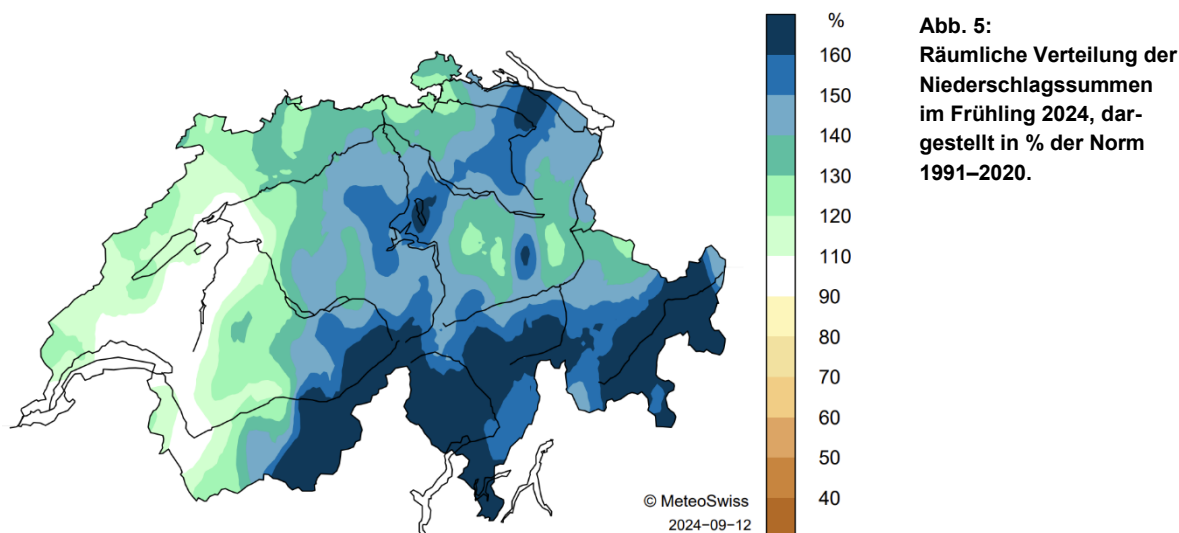 %
160
150
140
130
120
110
90
80
70
60
50
40
© MeteoSwiss
2024-09-12
Abb. 5:
Räumliche Verteilung der
Niederschlagssummen
im Frühling 2024, dar-
gestellt in % der Norm
1991–2020.